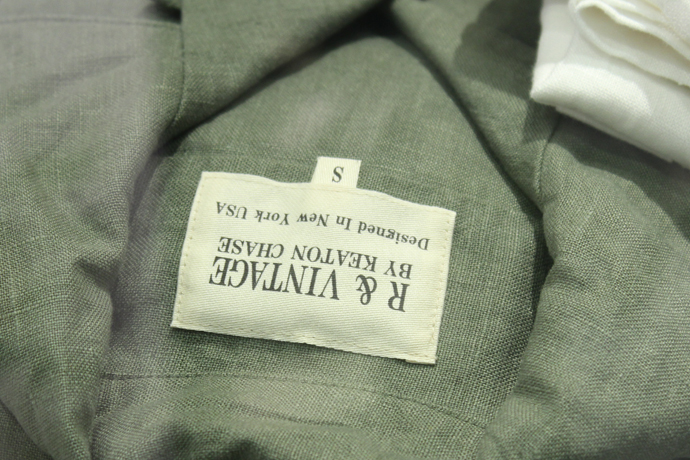 R & VINTAGE
BY KEATON CHASE
Designed In New York USA
S